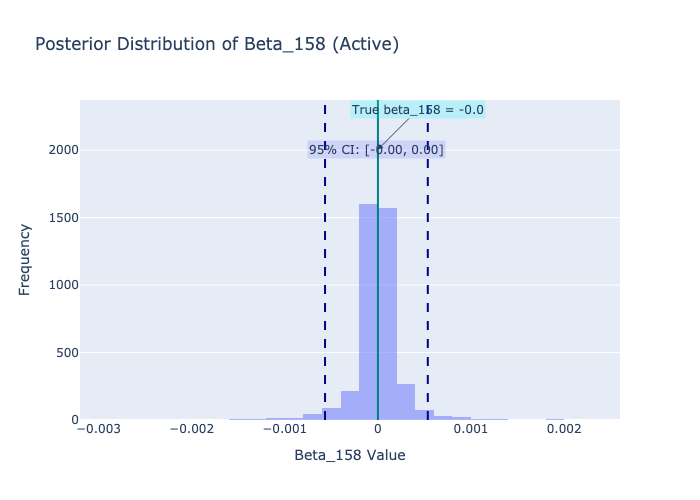 Posterior Distribution of Beta_158 (Active)
True beta_158 = -0.0
95% CI: [-0.00, 0.00]
2000
1500
1000
500
0
Frequency
−0.003 −0.002 −0.001 0 0.001 0.002
Beta_158 Value